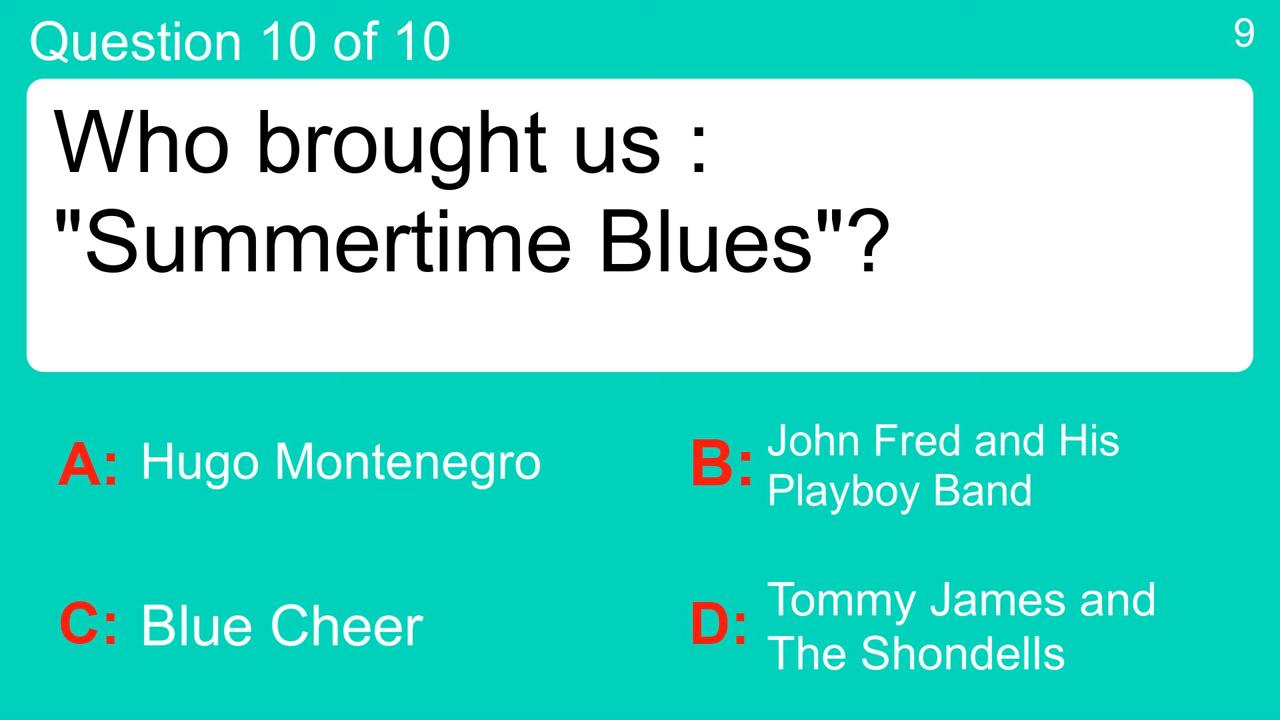 Question 10 of 10
9
Who brought us :
"Summertime Blues"?
A: Hugo Montenegro
B: John Fred and His
Playboy Band
C: Blue Cheer
D: Tommy James and
The Shondells